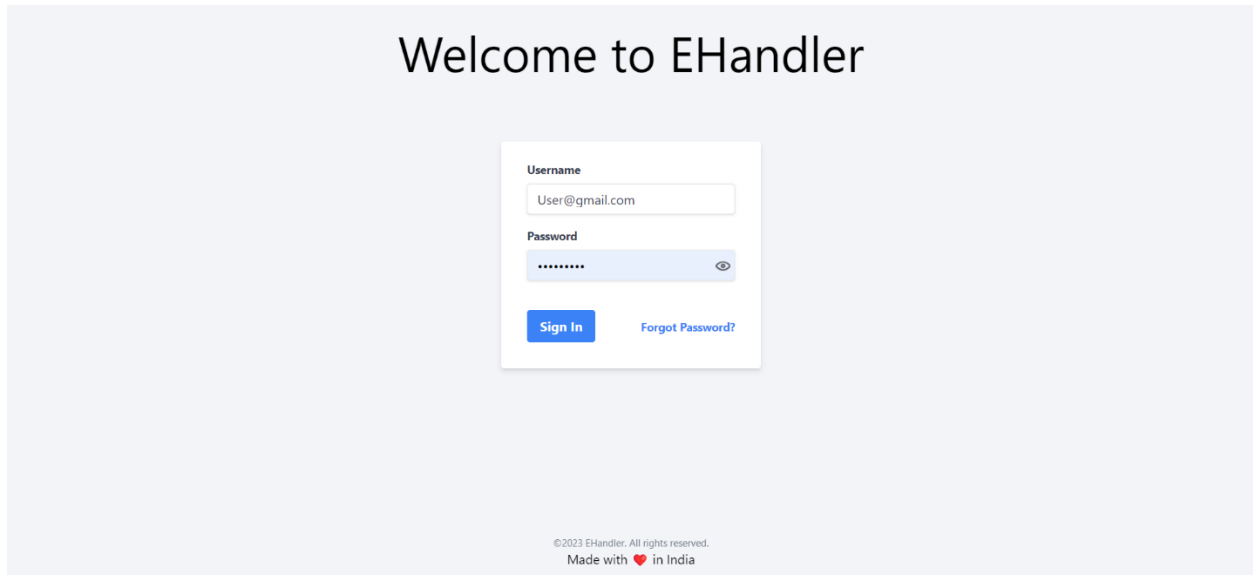 Welcome to EHandler
Username
User@gmail.com
Password
•••••••••
Sign In
Forgot Password?
©2023 EHandler. All rights reserved.
Made with ❤️ in India